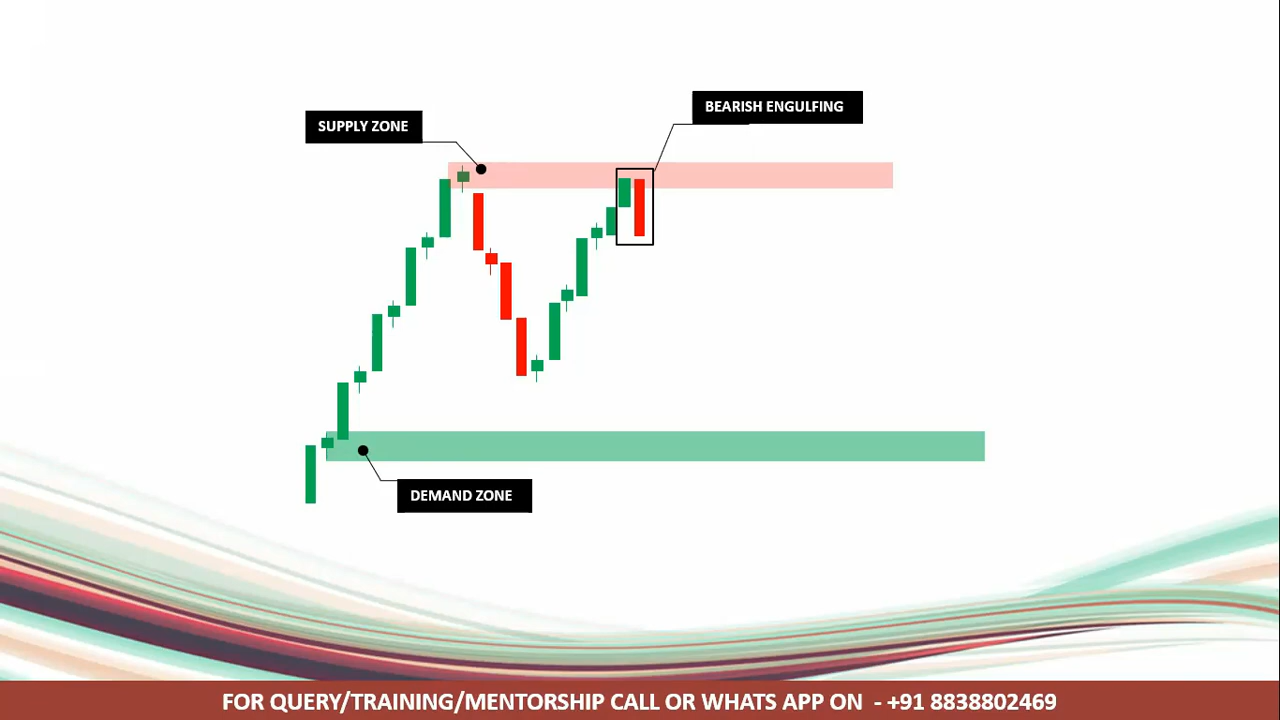 BEARISH ENGULFING
SUPPLY ZONE
DEMAND ZONE
FOR QUERY/TRAINING/MENTORSHIP CALL OR WHATS APP ON - +91 8838802469